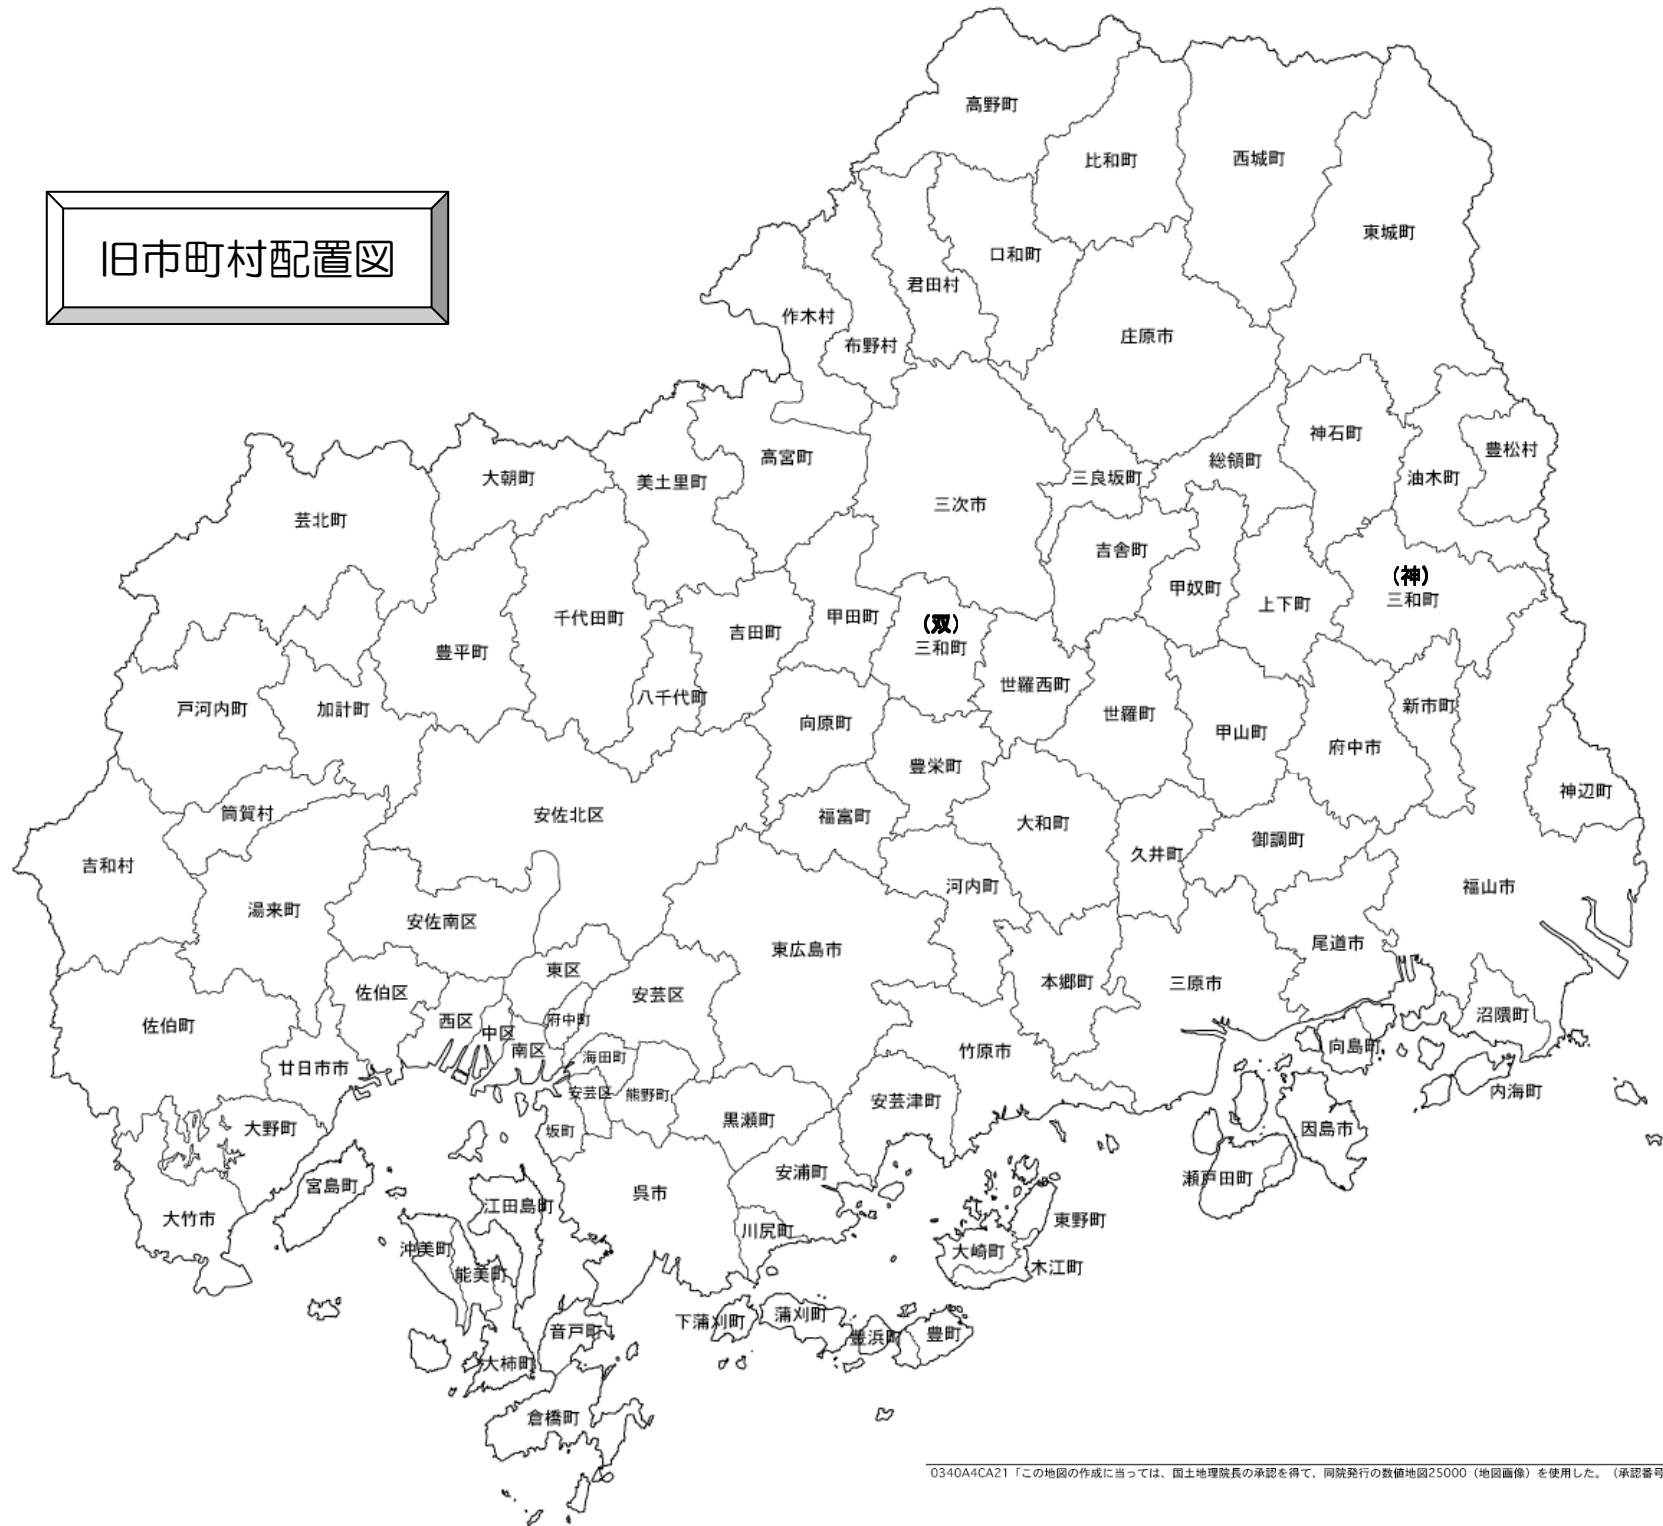 旧市町村配置図
高野町
比和町
西城町
東城町
口和町
君田村
作木村
布野村
庄原市
神石町
豊松村
油木町
総領町
三良坂町
高宮町
美土里町
大朝町
芸北町
三次市
吉舎町
甲奴町
上下町
(神)
三和町
千代田町
吉田町
甲田町
(双)
三和町
豊平町
八千代町
世羅西町
世羅町
新市町
戸河内町
加計町
向原町
甲山町
府中市
豊栄町
神辺町
筒賀村
安佐北区
福富町
大和町
御調町
久井町
吉和村
河内町
福山市
湯来町
安佐南区
東広島市
尾道市
東区
佐伯区
安芸区
本郷町
三原市
佐伯町
西区
中区
府中町
南区
海田町
竹原市
沼隈町
向島町
廿日市市
安芸区
熊野町
内海町
安芸津町
黒瀬町
大野町
坂町
因島市
安浦町
瀬戸田町
宮島町
呉市
江田島町
大竹市
川尻町
東野町
沖美町
大崎町
能美町
木江町
下蒲刈町
蒲刈町
音戸町
豊浜町
豊町
大柿町
倉橋町
0340A4CA21「この地図の作成に当っては、国土地理院長の承認を得て、同院発行の数値地図25000（地図画像）を使用した。（承認番号